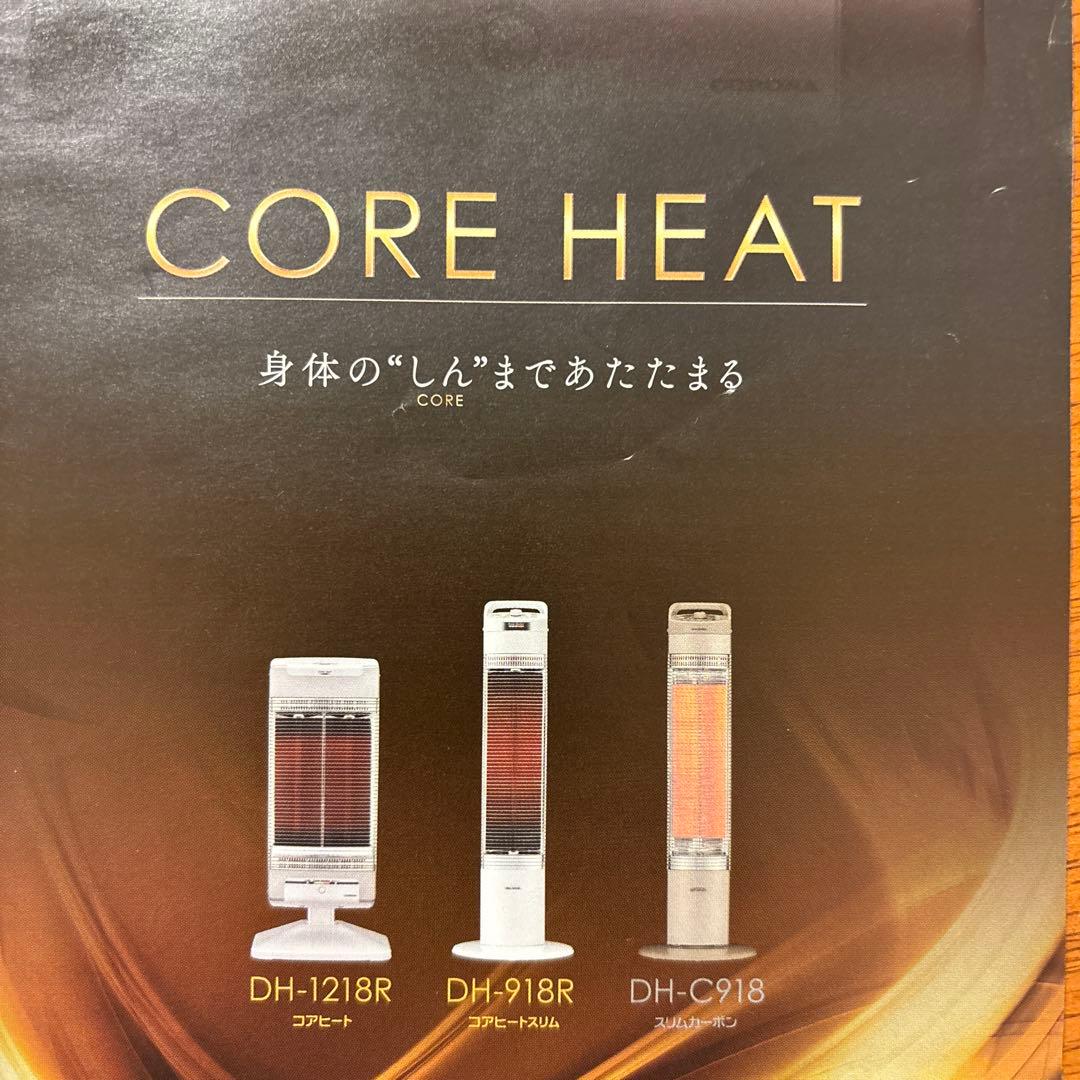 CORE HEAT
身体の“しん”まであたたまる
CORE
DH-1218R DH-918R DH-C918
コアヒート コアヒートスリム スリムカーボン